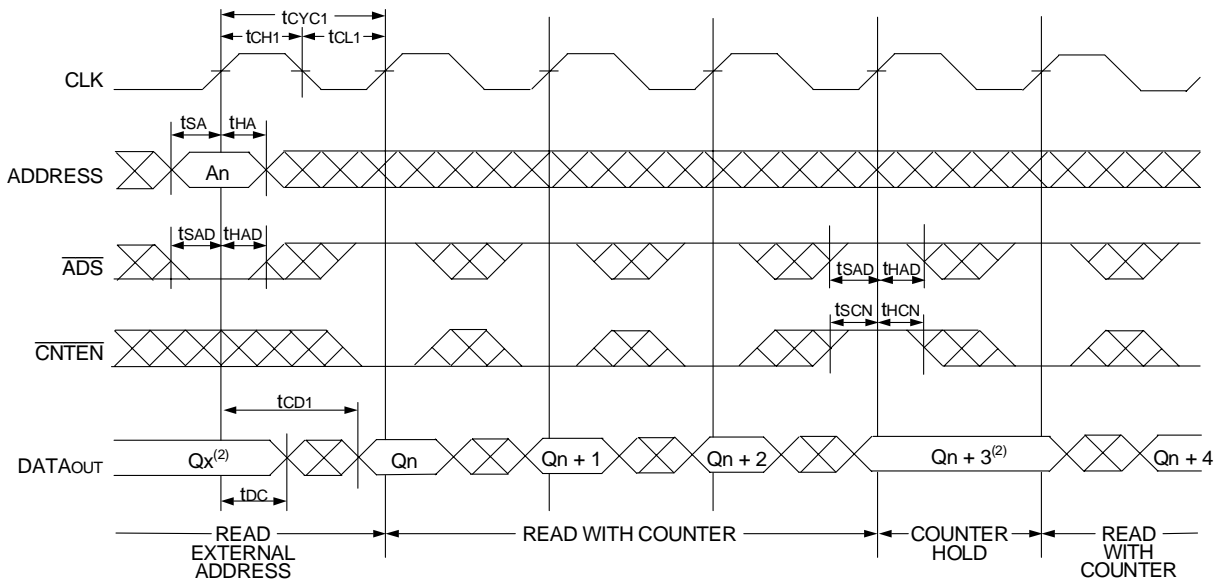 tCYC1
tCH1 tCL1
CLK
tSA tHA
ADDRESS An
tSAD tHAD
ADS tSAD tHAD
tSCN tHCN
CNTEN
tCD1
DATAOUT Qx(2) Qn Qn + 1 Qn + 2 Qn + 3(2) Qn + 4
tDC
READ EXTERNAL ADDRESS
READ WITH COUNTER
COUNTER HOLD
READ WITH COUNTER